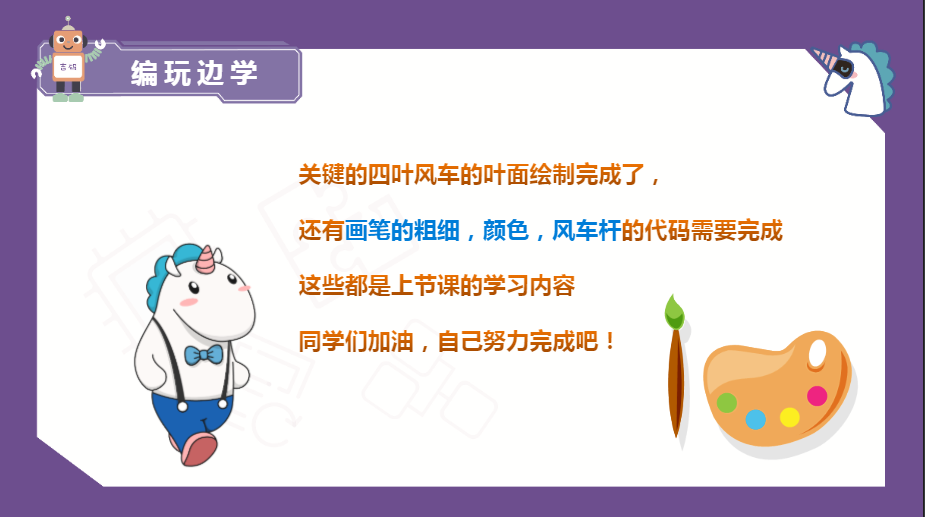 编玩边学
关键的四叶风车的叶面绘制完成了，
还有画笔的粗细，颜色，风车杆的代码需要完成
这些都是上节课的学习内容
同学们加油，自己努力完成吧！